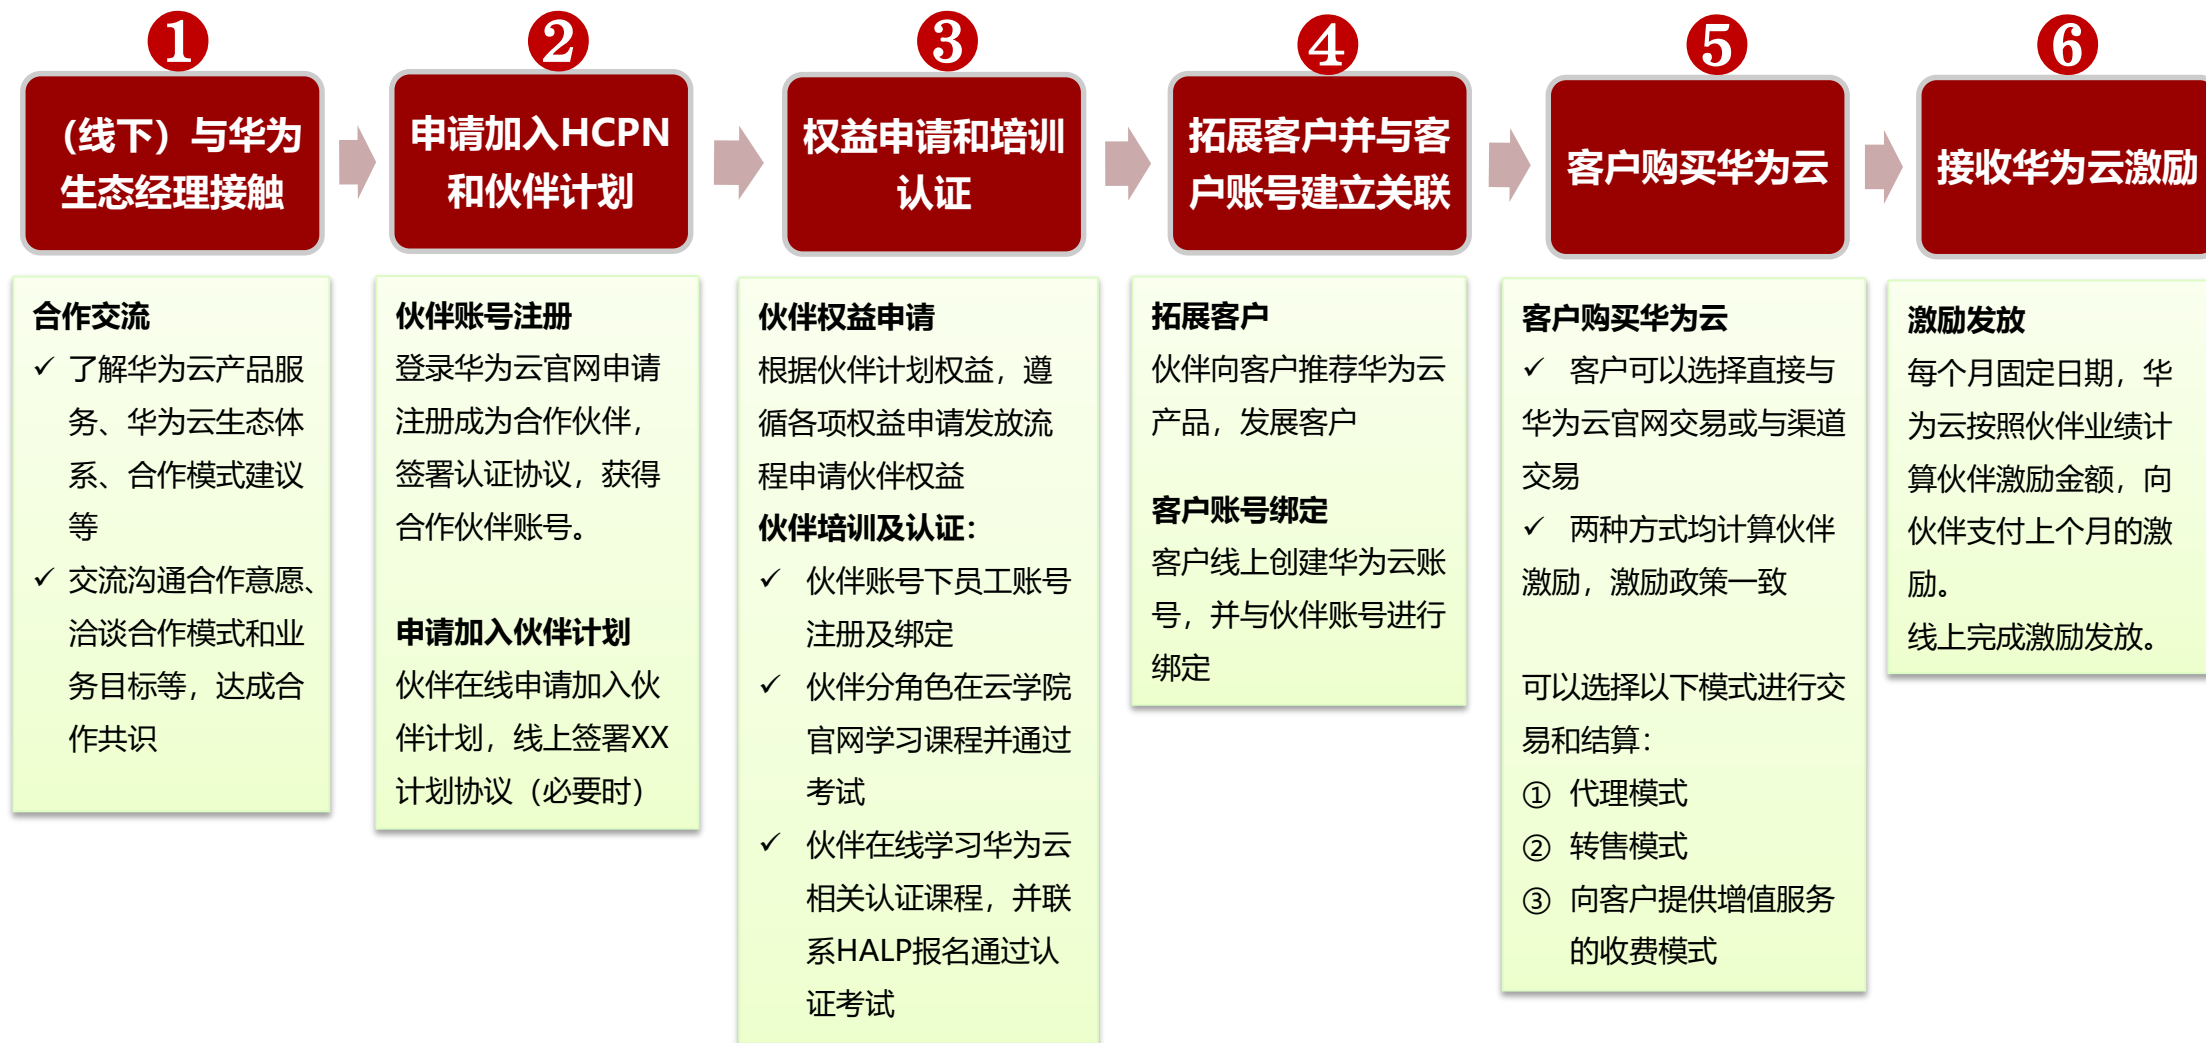 1
（线下）与华为
生态经理接触
合作交流
✓ 了解华为云产品服
务、华为云生态体
系、合作模式建议
等
✓ 交流沟通合作意愿、
洽谈合作模式和业
务目标等，达成合
作共识
2
申请加入HCPN
和伙伴计划
伙伴账号注册
登录华为云官网申请
注册成为合作伙伴，
签署认证协议，获得
合作伙伴账号。
申请加入伙伴计划
伙伴在线申请加入伙
伴计划，线上签署XX
计划协议（必要时）
3
权益申请和培训
认证
伙伴权益申请
根据伙伴计划权益，遵
循各项权益申请发放流
程申请伙伴权益
伙伴培训及认证：
✓ 伙伴账号下员工账号
注册及绑定
✓ 伙伴分角色在云学院
官网学习课程并通过
考试
✓ 伙伴在线学习华为云
相关认证课程，并联
系HALP报名通过认
证考试
4
拓展客户并与客
户账号建立关联
拓展客户
伙伴向客户推荐华为云
产品，发展客户
客户账号绑定
客户线上创建华为云账
号，并与伙伴账号进行
绑定
5
客户购买华为云
客户购买华为云
✓ 客户可以选择直接与
华为云官网交易或与渠道
交易
✓ 两种方式均计算伙伴
激励，激励政策一致
可以选择以下模式进行交
易和结算：
① 代理模式
② 转售模式
③ 向客户提供增值服务
的收费模式
6
接收华为云激励
激励发放
每个月固定日期，华
为云按照伙伴业绩计
算伙伴激励金额，向
伙伴支付上个月的激
励。
线上完成激励发放。